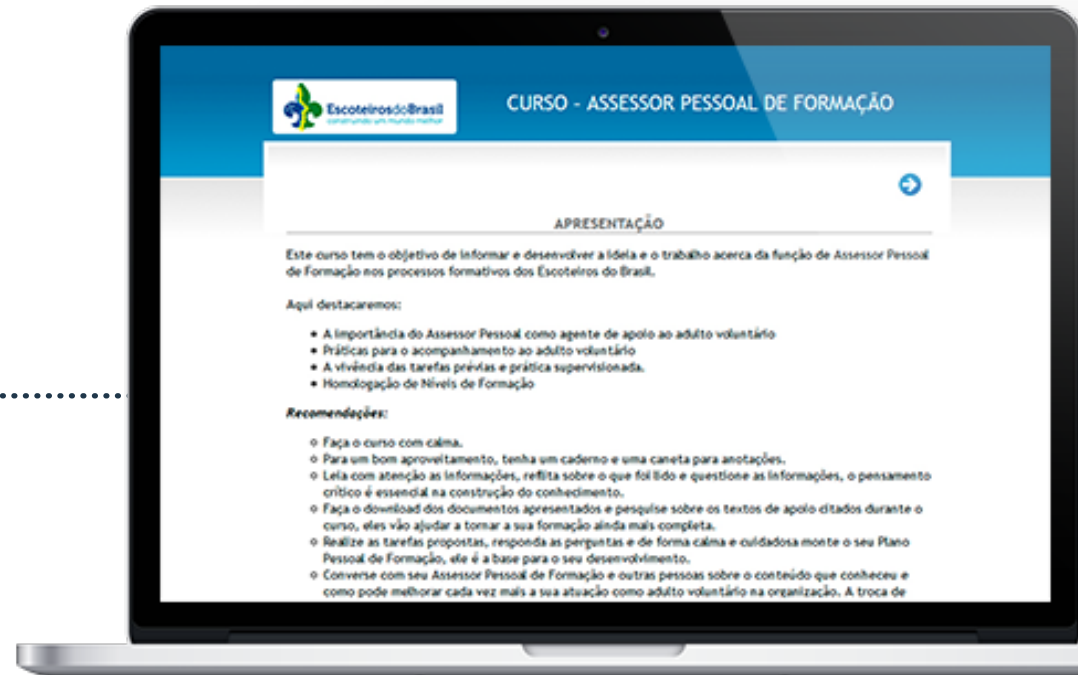 EscoteirosdoBrasil
construindo um mundo melhor
CURSO - ASSESSOR PESSOAL DE FORMAÇÃO
APRESENTAÇÃO
Este curso tem o objetivo de informar e desenvolver a ideia e o trabalho acerca da função de Assessor Pessoal
de Formação nos processos formativos dos Escoteiros do Brasil.
Aqui destacaremos:
• A importância do Assessor Pessoal como agente de apoio ao adulto voluntário
• Práticas para o acompanhamento ao adulto voluntário
• A vivência das tarefas prévias e prática supervisionada.
• Homologação de Níveis de Formação
Recomendações:
◦ Faça o curso com calma.
◦ Para um bom aproveitamento, tenha um caderno e uma caneta para anotações.
◦ Leia com atenção as informações, reflita sobre o que foi lido e questione as informações, o pensamento
crítico é essencial na construção do conhecimento.
◦ Faça o download dos documentos apresentados e pesquise sobre os textos de apoio citados durante o
curso, eles vão ajudar a tornar a sua formação ainda mais completa.
◦ Realize as tarefas propostas, responda as perguntas e de forma calma e cuidadosa monte o seu Plano
Pessoal de Formação, ele é a base para o seu desenvolvimento.
◦ Converse com seu Assessor Pessoal de Formação e outras pessoas sobre o conteúdo que conheceu e
como pode melhorar cada vez mais a sua atuação como adulto voluntário na organização. A troca de